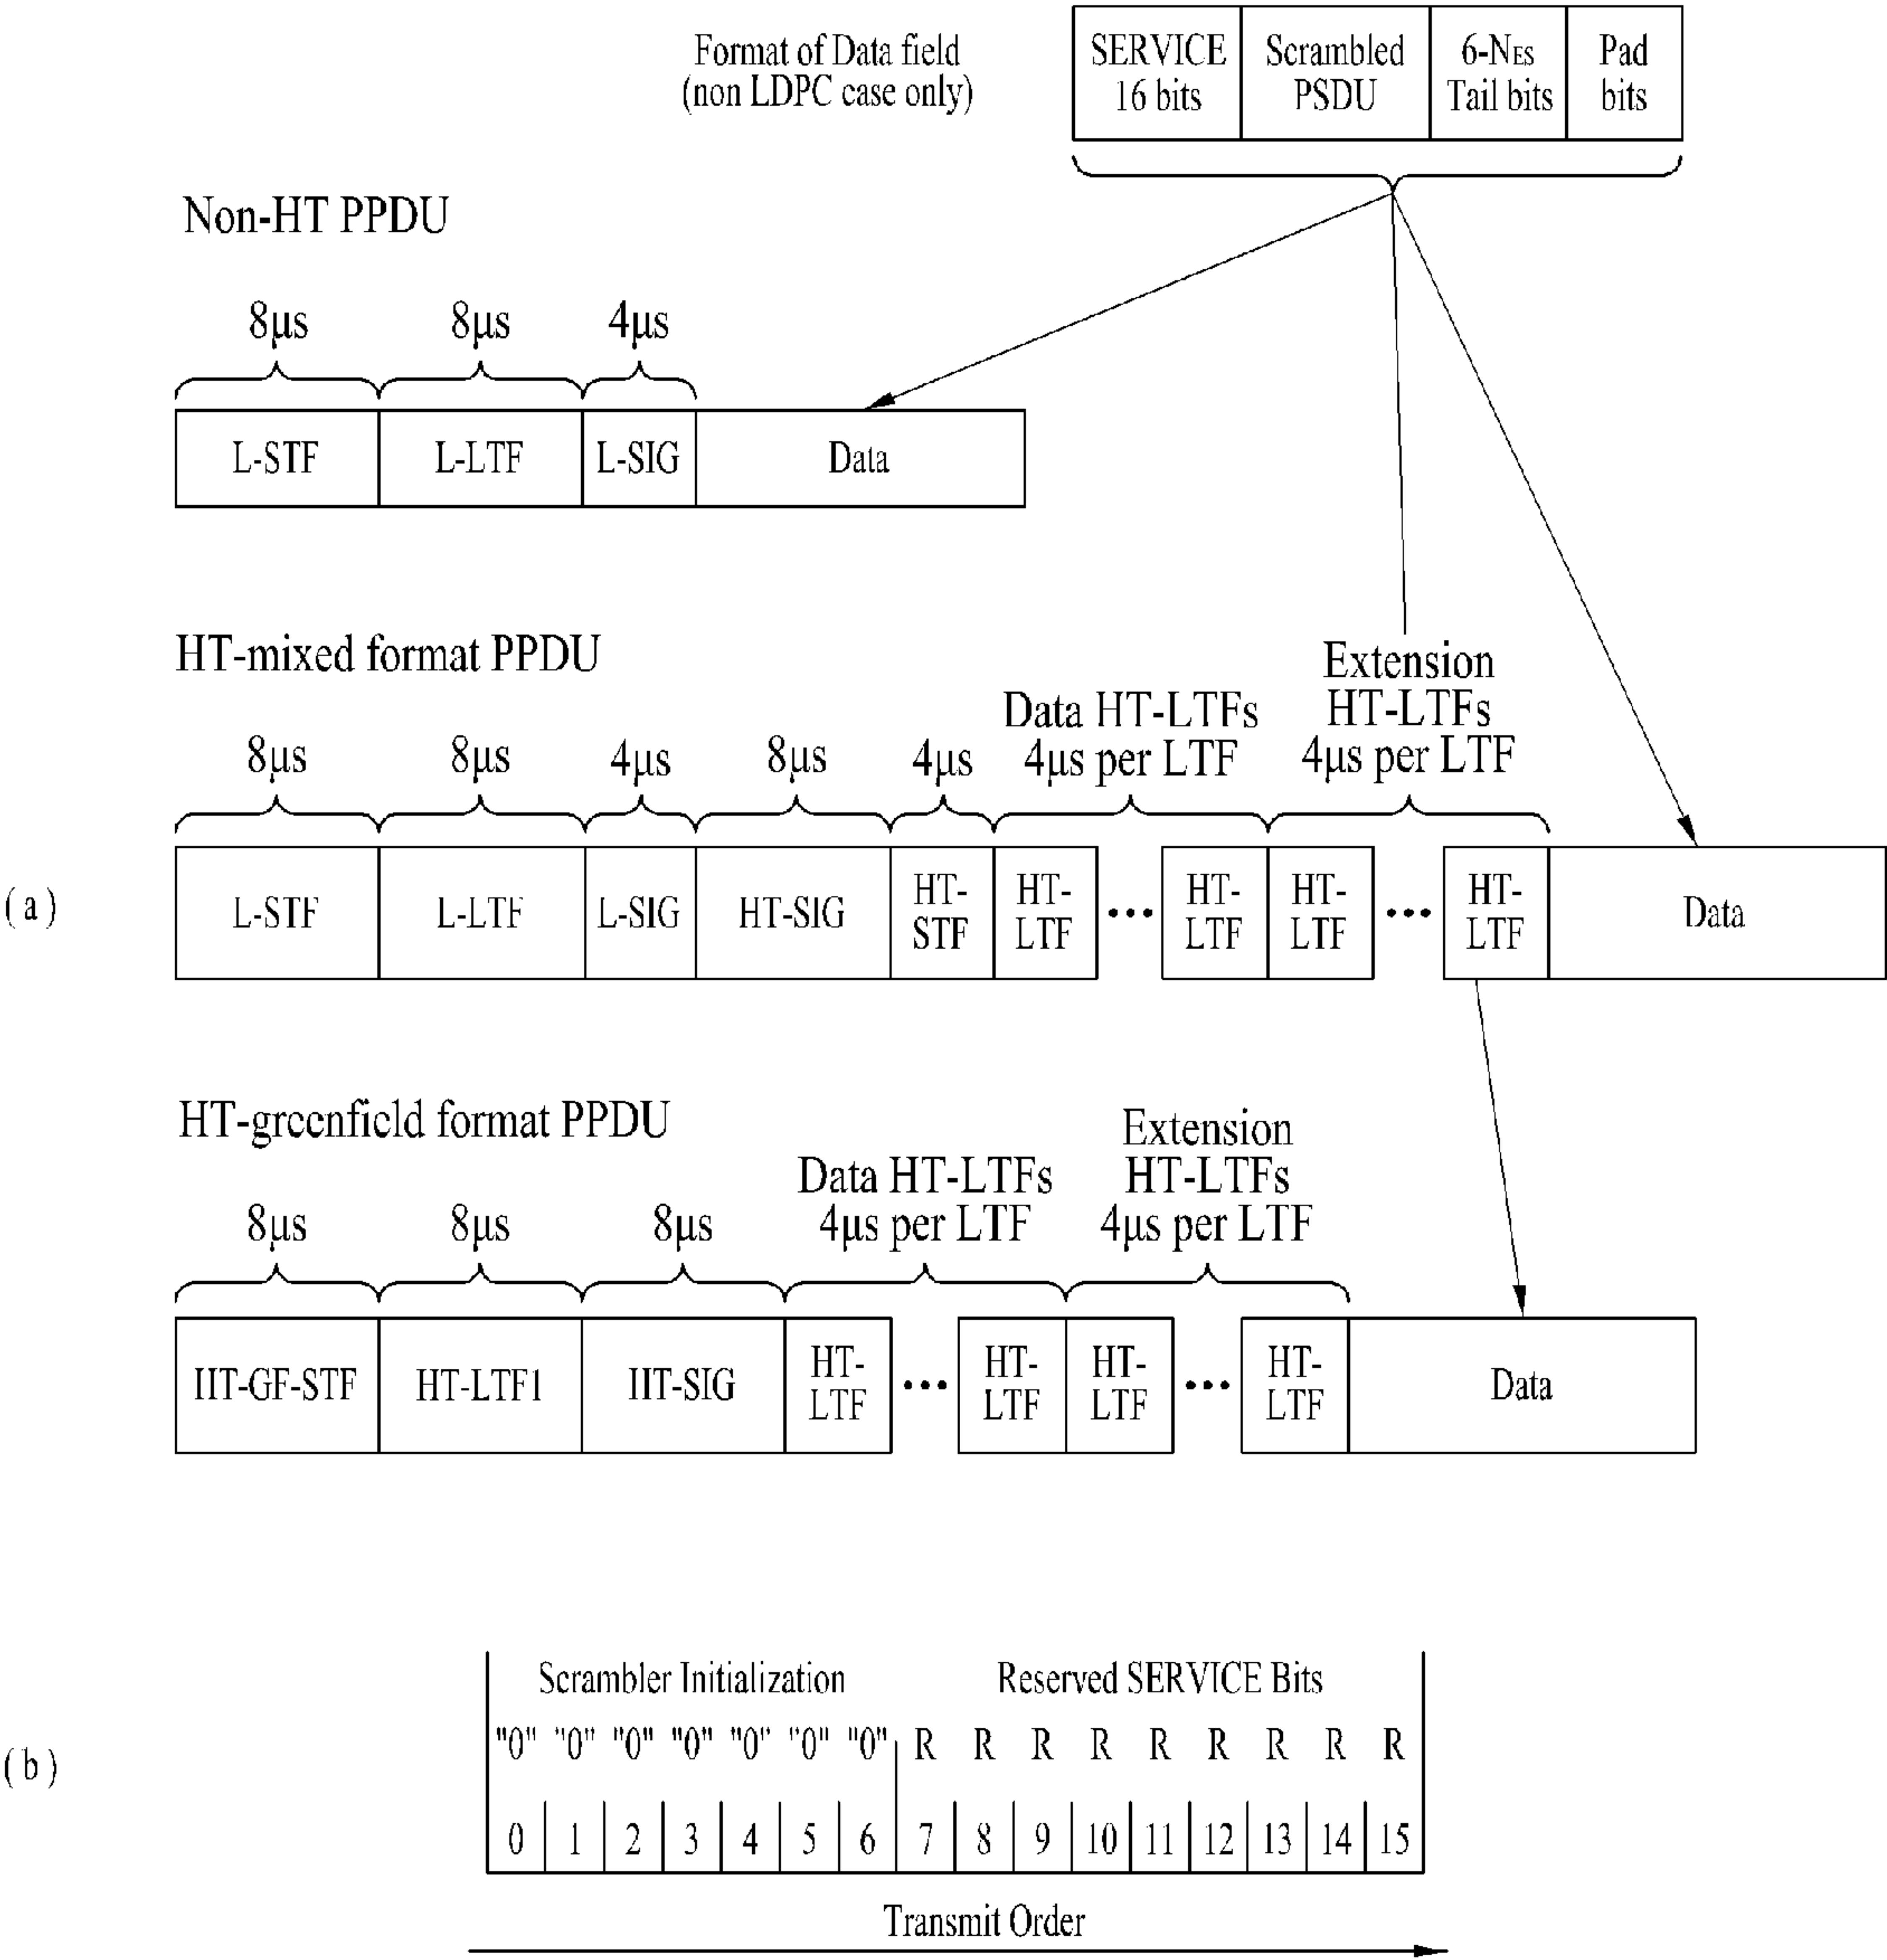 Format of Data field
(non LDPC case only)
SERVICE
16 bits
Scrambled
PSDU
6-NES
Tail bits
Pad
bits
Non-HT PPDU
8μs
8μs
4μs
L-STF
L-LTF
L-SIG
Data
HT-mixed format PPDU
8μs
8μs
4μs
8μs
4μs
Data HT-LTFs
4μs per LTF
Extension
HT-LTFs
4μs per LTF
(a)
L-STF
L-LTF
L-SIG
HT-SIG
HT-
STF
HT-
LTF
•••
HT-
LTF
HT-
LTF
•••
HT-
LTF
Data
HT-greenfield format PPDU
8μs
8μs
8μs
Data HT-LTFs
4μs per LTF
Extension
HT-LTFs
4μs per LTF
HT-GF-STF
HT-LTF1
HT-SIG
HT-
LTF
•••
HT-
LTF
HT-
LTF
•••
HT-
LTF
Data
(b)
Scrambler Initialization
Reserved SERVICE Bits
"0" "0" "0" "0" "0" "0" "0" R R R R R R R R R
0 1 2 3 4 5 6 7 8 9 10 11 12 13 14 15
Transmit Order